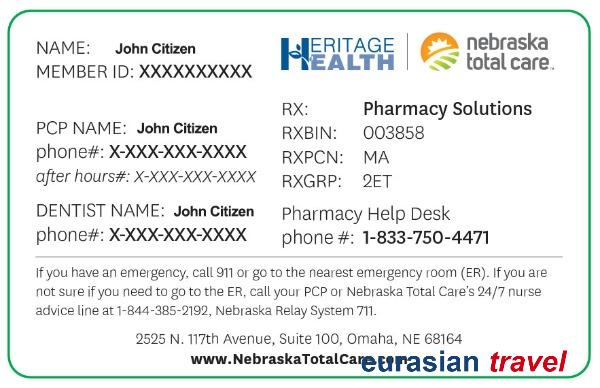 NAME: John Citizen
MEMBER ID: XXXXXXXXXX
HERITAGE HEALTH
nebraska total care™
PCP NAME: John Citizen
phone#: X-XXX-XXX-XXXX
after hours#: X-XXX-XXX-XXXX
DENTIST NAME: John Citizen
phone#: X-XXX-XXX-XXXX
RX: Pharmacy Solutions
RXBIN: 003858
RXPCN: MA
RXGRP: 2ET
Pharmacy Help Desk
phone #: 1-833-750-4471
If you have an emergency, call 911 or go to the nearest emergency room (ER). If you are
not sure if you need to go to the ER, call your PCP or Nebraska Total Care's 24/7 nurse
advice line at 1-844-385-2192, Nebraska Relay System 711.
2525 N. 117th Avenue, Suite 100, Omaha, NE 68164
www.NebraskaTotalCare.com
eurasian travel